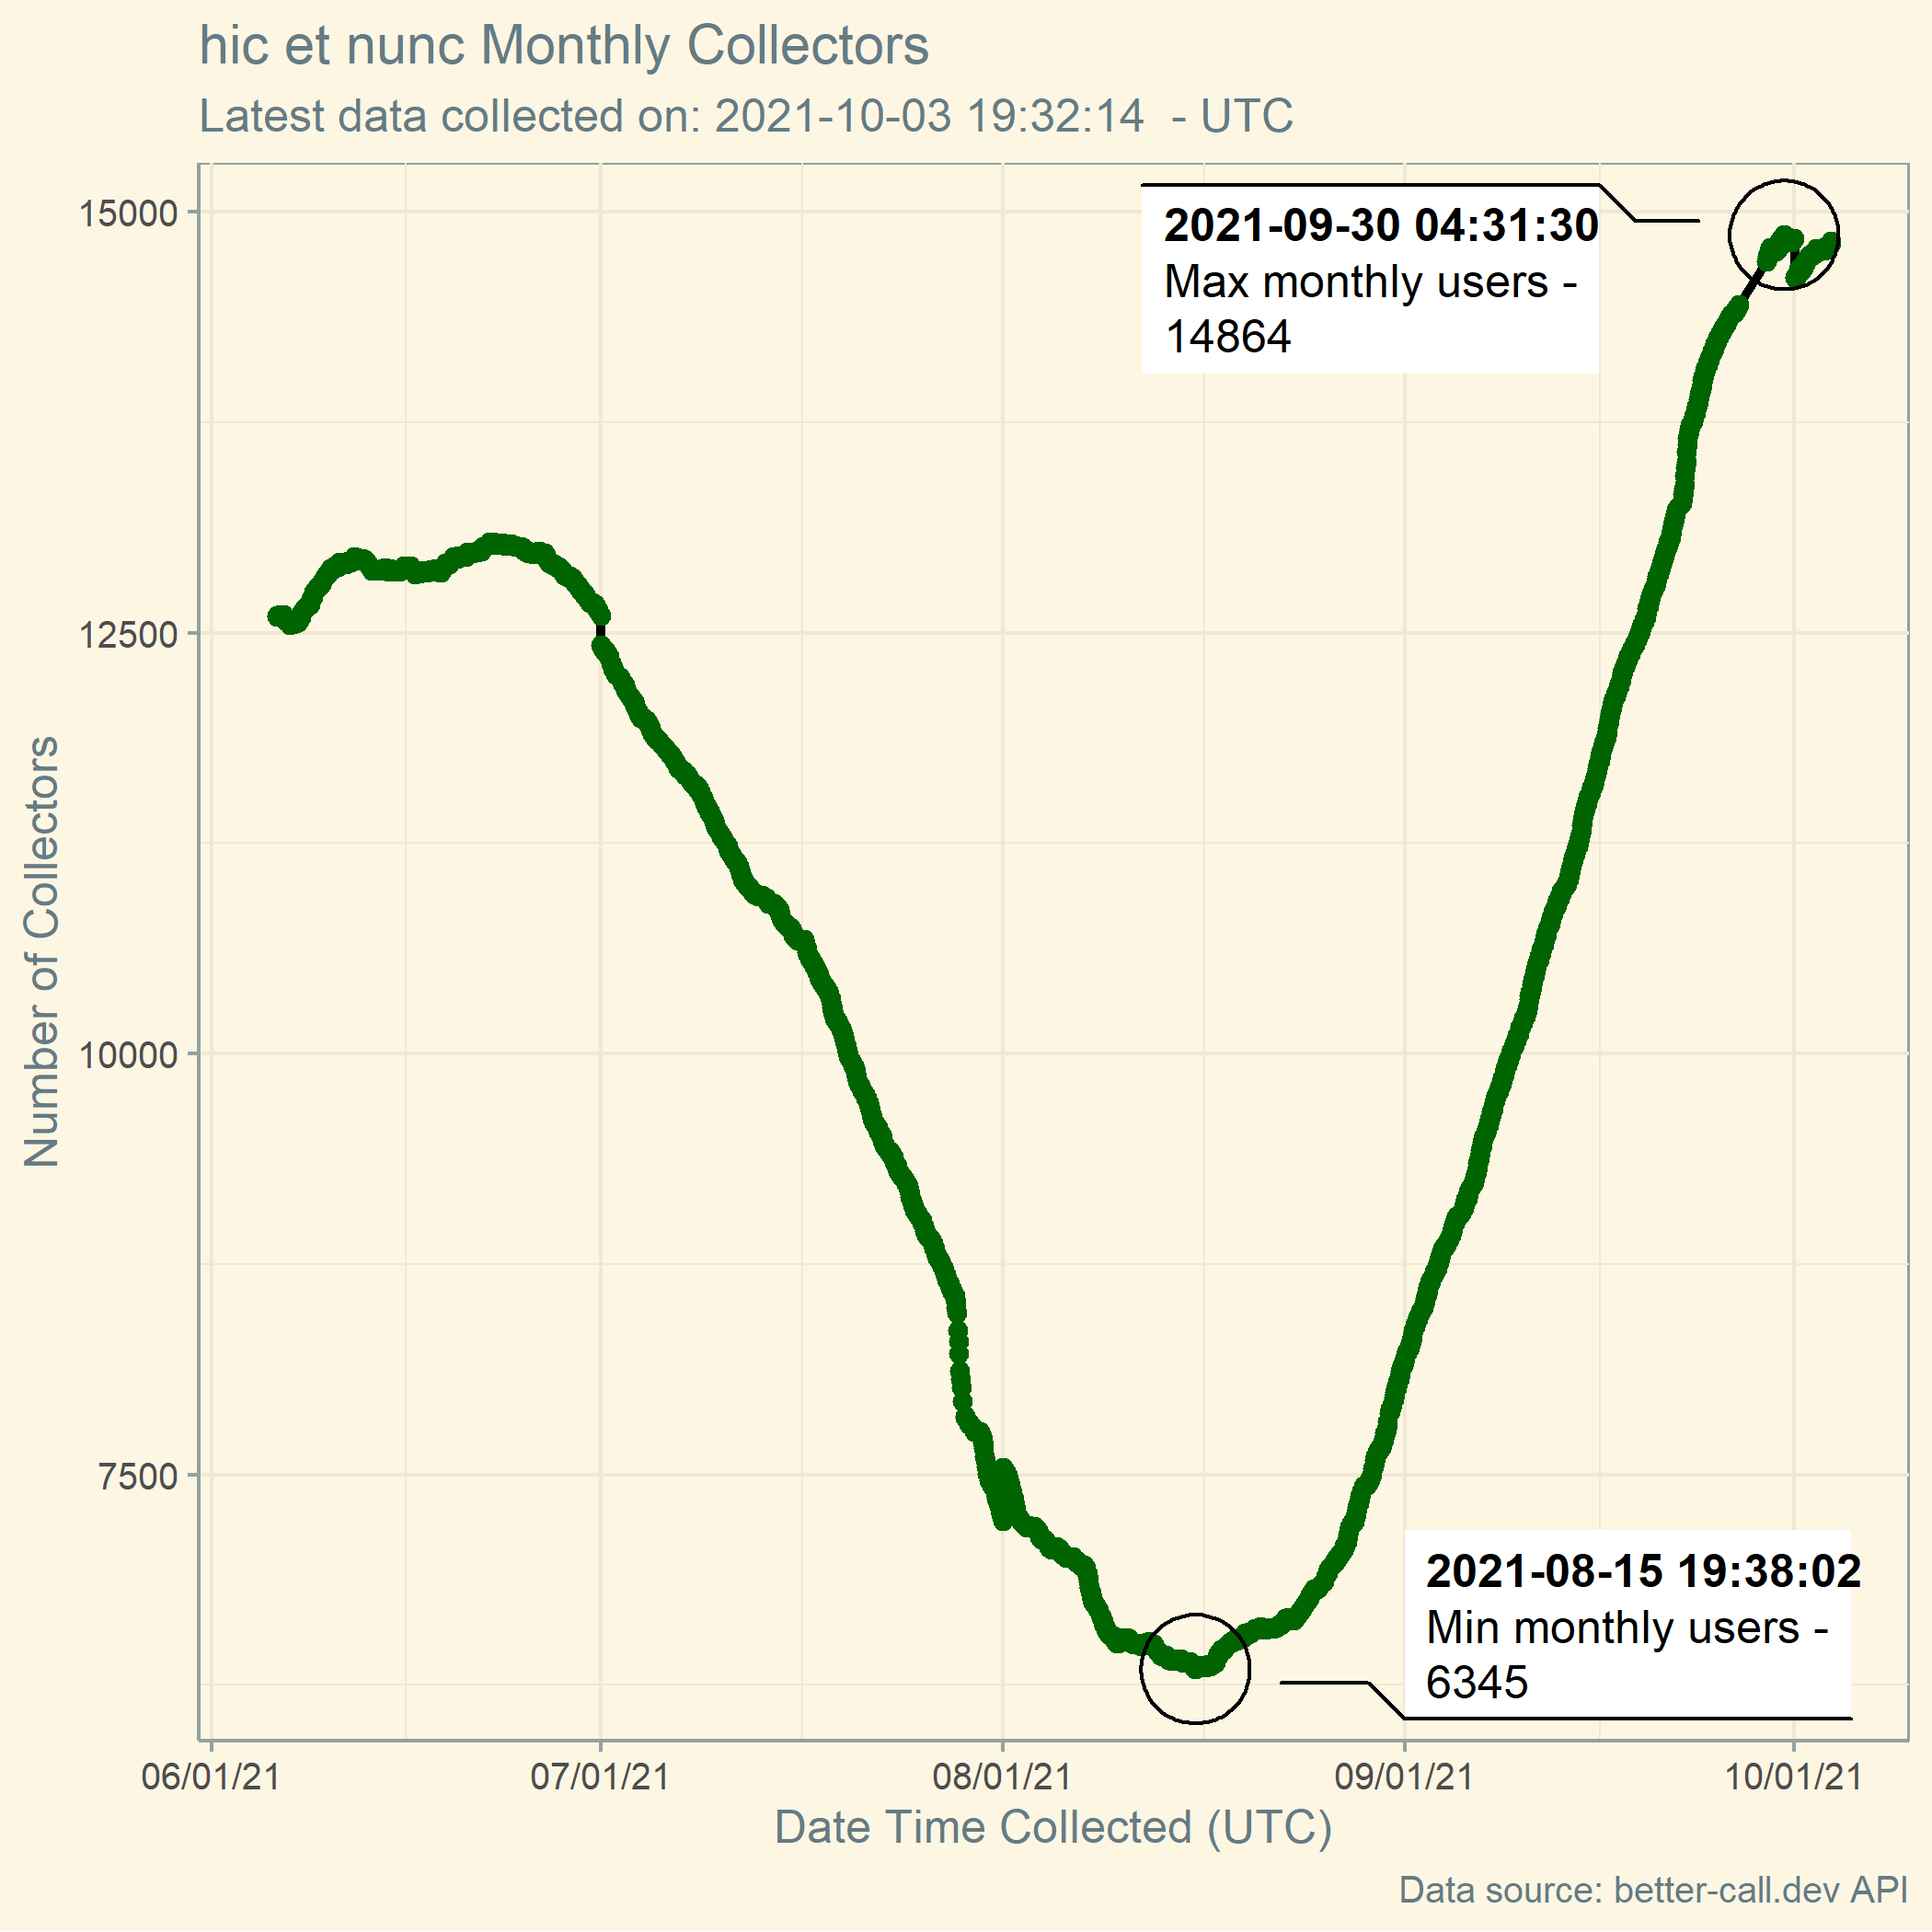 hic et nunc Monthly Collectors
Latest data collected on: 2021-10-03 19:32:14  - UTC
15000
12500
10000
7500
Number of Collectors
2021-09-30 04:31:30
Max monthly users -
14864
2021-08-15 19:38:02
Min monthly users -
6345
06/01/21 07/01/21 08/01/21 09/01/21 10/01/21
Date Time Collected (UTC)
Data source: better-call.dev API